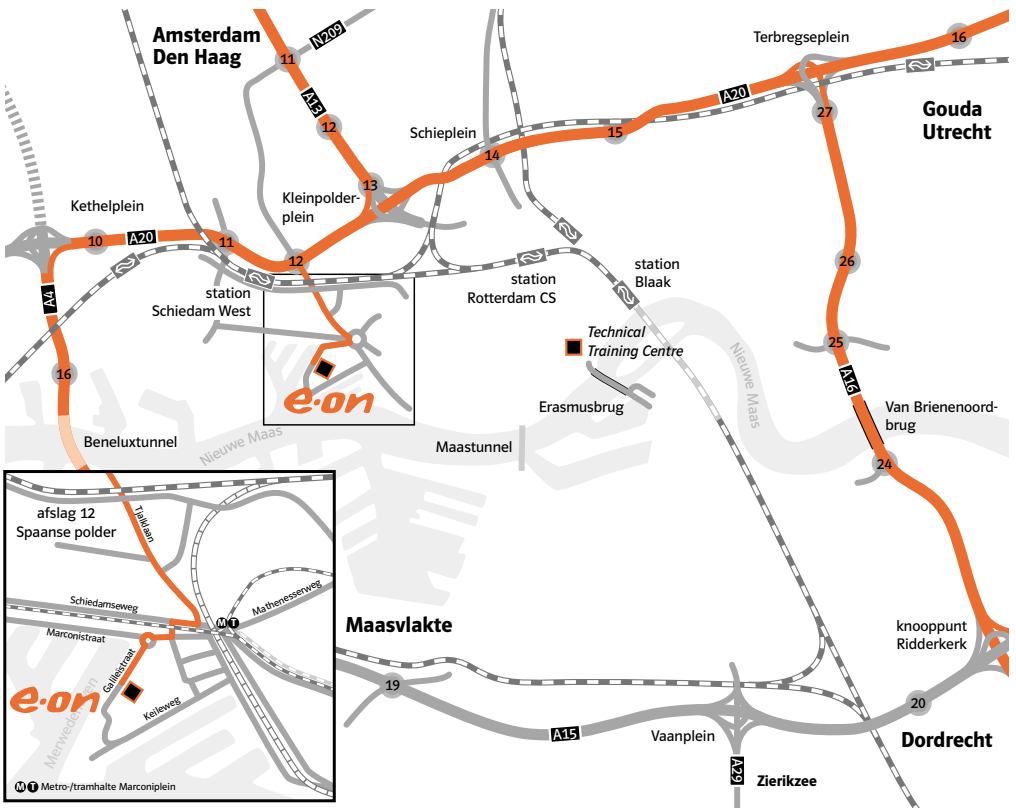 Amsterdam
Den Haag
N209
11
A13
12
13
Kleinpolder-
plein
Schieplein
14
15
A20
Terbregseplein
16
27
Gouda
Utrecht
Kethelplein
10
A20
11
12
A4
16
station
Schiedam West
station
Rotterdam CS
station
Blaak
26
25
A16
Technical
Training Centre
e·on
Erasmusbrug
Nieuwe Maas
Nieuwe Maas
Van Brienenoord-
brug
24
Beneluxtunnel
Maastunnel
afslag 12
Spaanse polder
Tjalklaan
Schiedamseweg
Mathenesserweg
M T
Marconistraat
Galileistraat
e·on
Keileweg
Merwedehaven
M T Metro-/tramhalte Marconiplein
Maasvlakte
19
A15
Vaanplein
A29
Zierikzee
knooppunt
Ridderkerk
20
Dordrecht